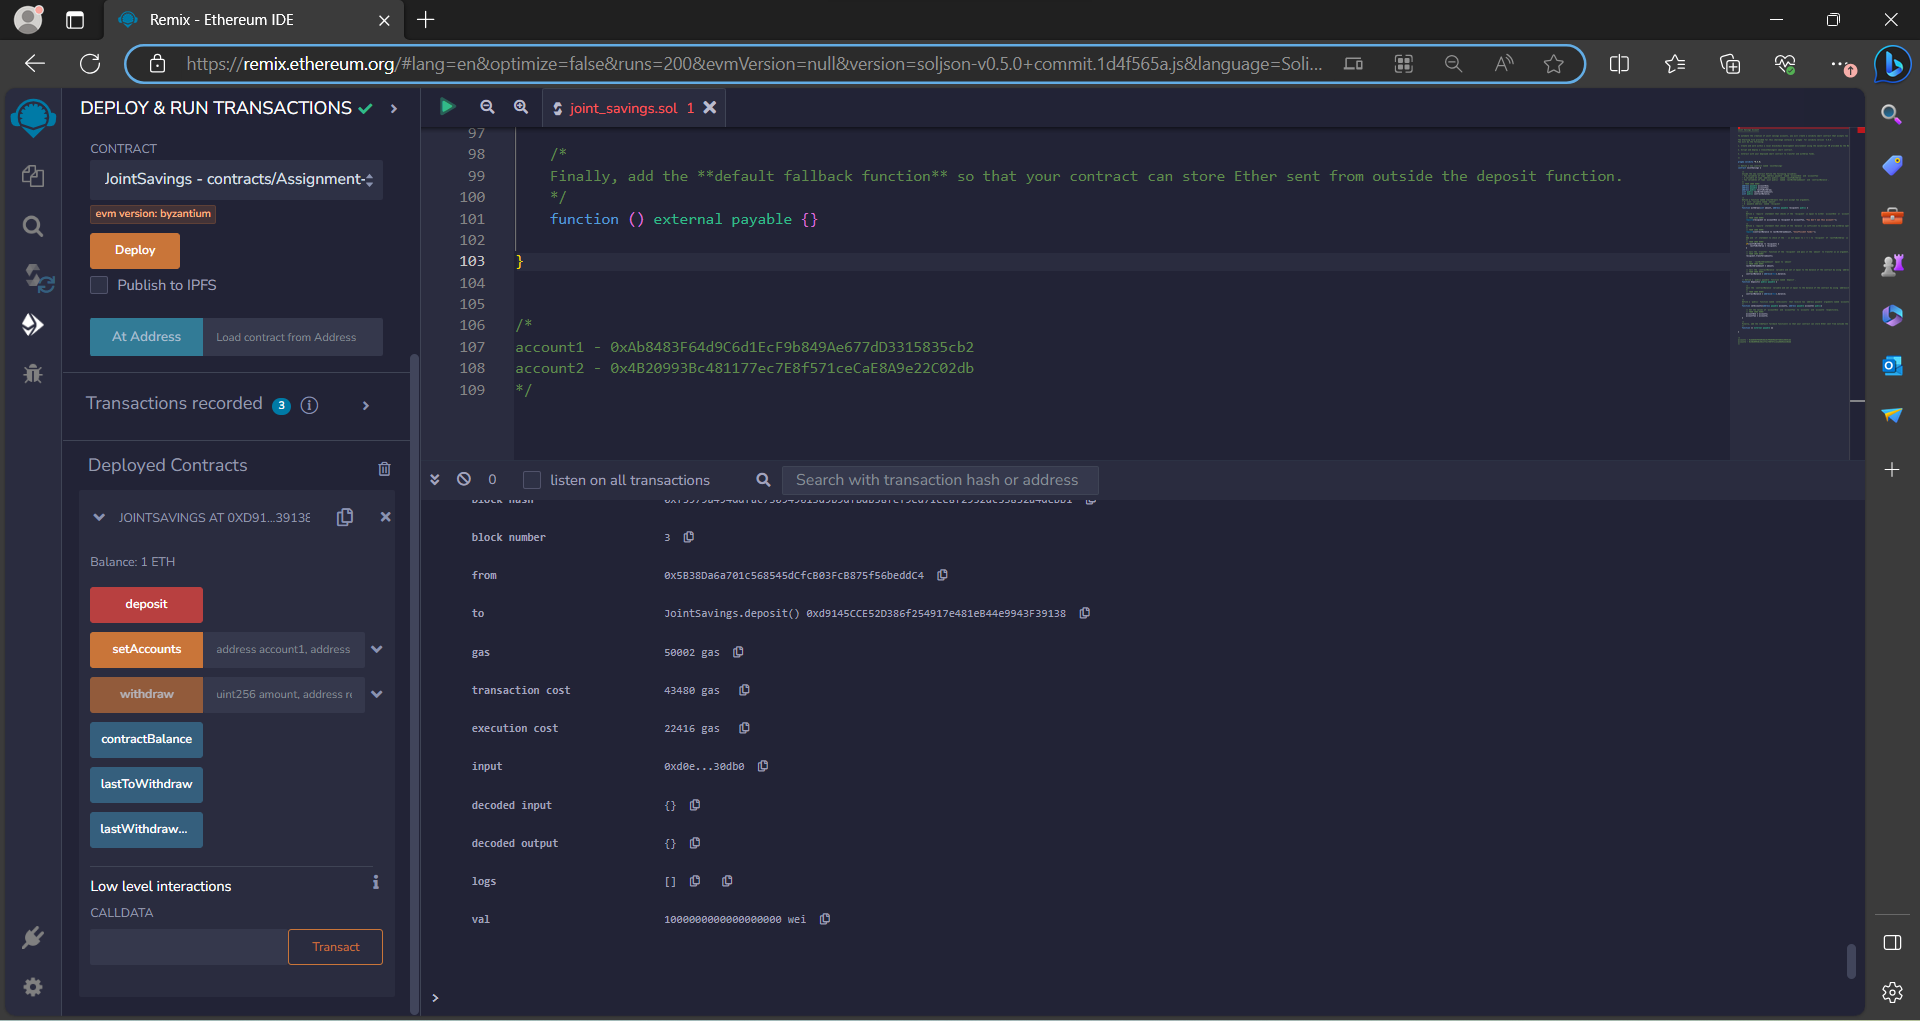 Remix - Ethereum IDE
https://remix.ethereum.org/#lang=en&optimize=false&runs=200&evmVersion=null&version=soljson-v0.5.0+commit.1d4f565a.js&language=Soli...
DEPLOY & RUN TRANSACTIONS
CONTRACT
JointSavings - contracts/Assignment-
evm version: byzantium
Deploy
Publish to IPFS
At Address Load contract from Address
Transactions recorded 3
Deployed Contracts
JOINTSAVINGS AT 0XD91...39138
Balance: 1 ETH
deposit
setAccounts address account1, address
withdraw uint256 amount, address re
contractBalance
lastToWithdraw
lastWithdraw...
Low level interactions
CALLDATA
Transact
joint_savings.sol 1
97
98 /*
99 Finally, add the **default fallback function** so that your contract can store Ether sent from outside the deposit function.
100 */
101 function () external payable {}
102
103 }
104
105
106 /*
107 account1 - 0xAb8483F64d9C6d1EcF9b849Ae677dD3315835cb2
108 account2 - 0x4B20993Bc481177ec7E8f571ceCaE8A9e22C02db
109 */
0 listen on all transactions Search with transaction hash or address
block hash
block number 3
from 0x5B38Da6a701c568545dCfcB03FcB875f56beddC4
to JointSavings.deposit() 0xd9145CCE52D386f254917e481eB44e9943F39138
gas 50002 gas
transaction cost 43480 gas
execution cost 22416 gas
input 0xd0e...30db0
decoded input {}
decoded output {}
logs []
val 1000000000000000000 wei
>